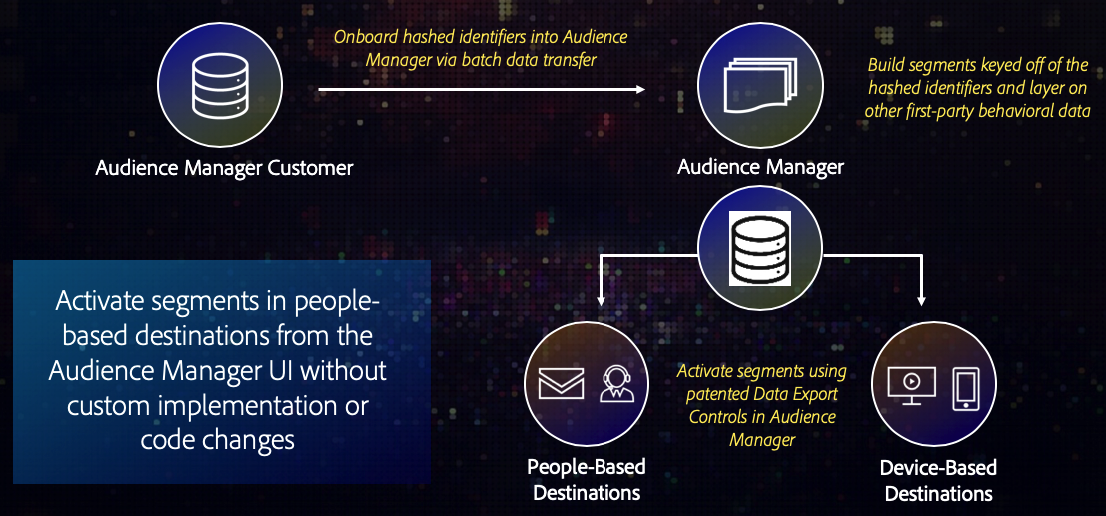 Onboard hashed identifiers into Audience
Manager via batch data transfer
Build segments keyed off of the
hashed identifiers and layer on
other first-party behavioral data
Audience Manager Customer
Audience Manager
Activate segments in people-
based destinations from the
Audience Manager UI without
custom implementation or
code changes
Activate segments using
patented Data Export
Controls in Audience
Manager
People-Based
Destinations
Device-Based
Destinations